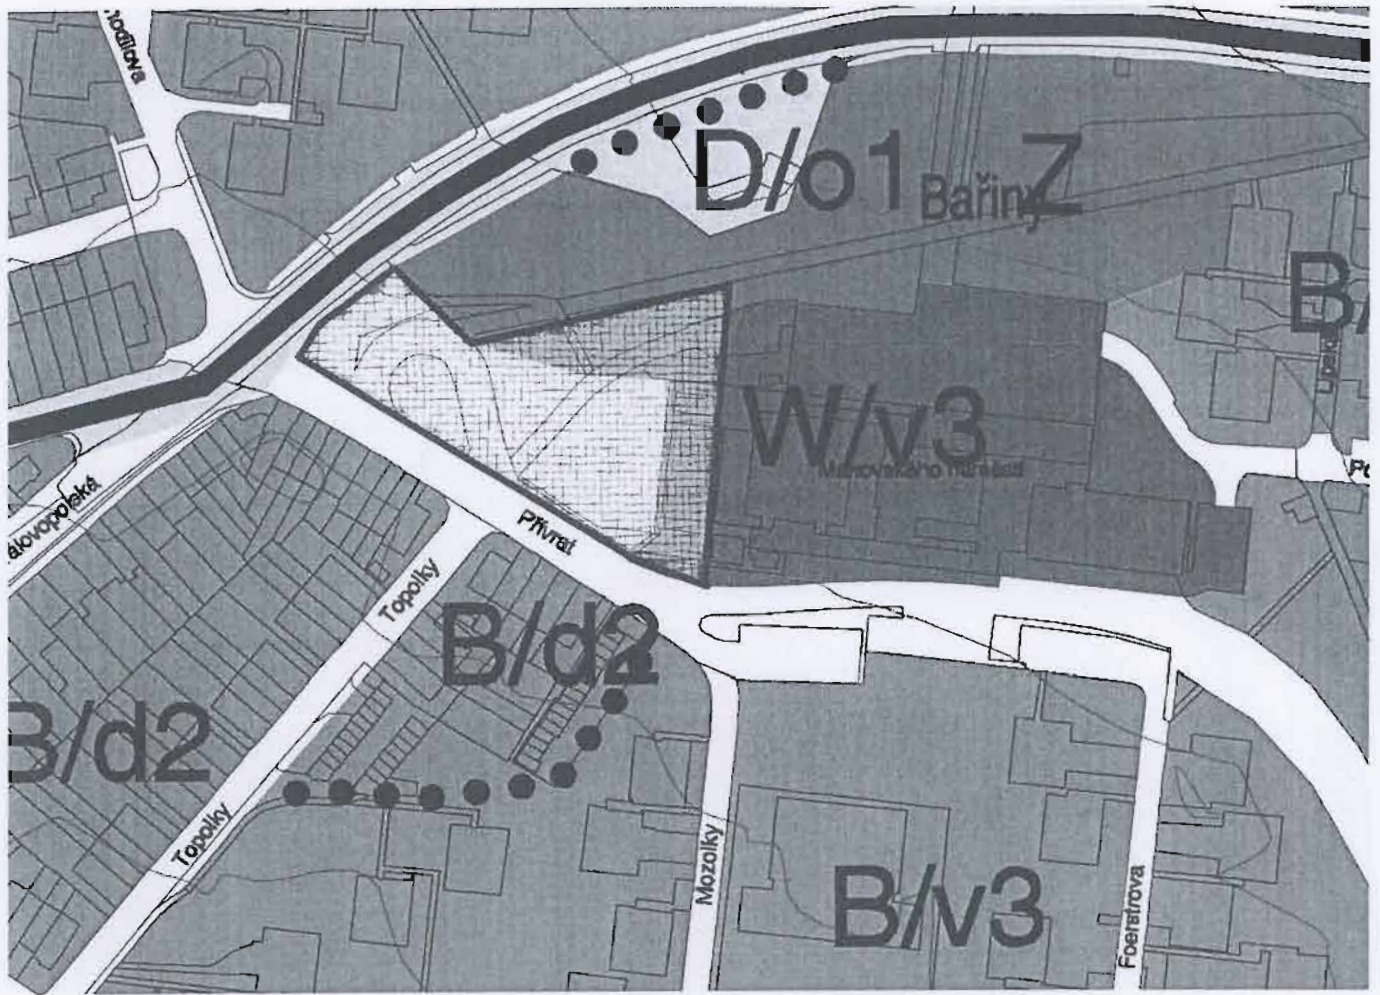 D/o1
Z
Bařiny
B/
W/v3
Přívrat
Topolky
B/d2
B/d2
Topolky
Mozolky
B/v3
Foerstrova